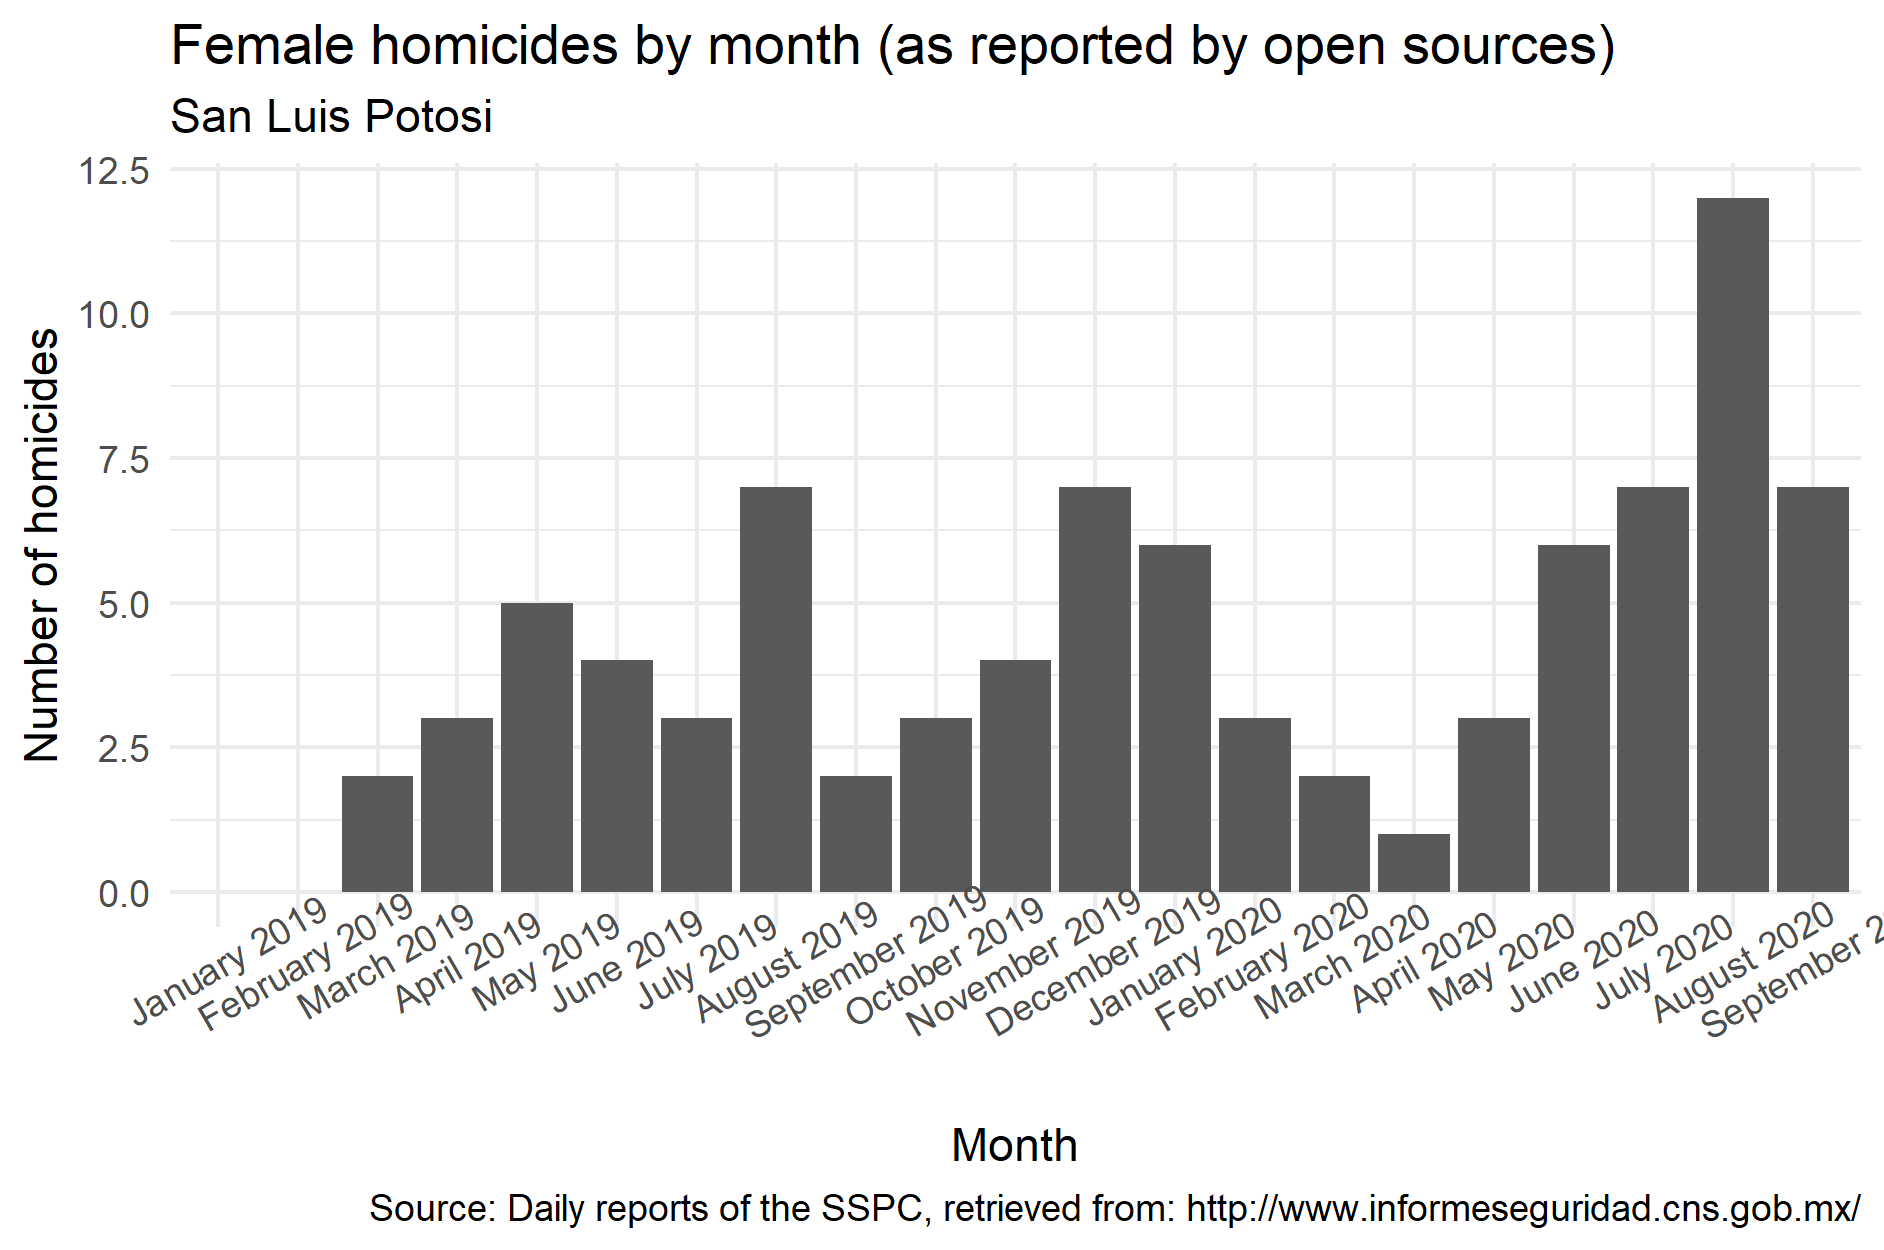 Female homicides by month (as reported by open sources)
San Luis Potosi
12.5
10.0
7.5
5.0
2.5
0.0
Number of homicides
January 2019
February 2019
March 2019
April 2019
May 2019
June 2019
July 2019
August 2019
September 2019
October 2019
November 2019
December 2019
January 2020
February 2020
March 2020
April 2020
May 2020
June 2020
July 2020
August 2020
September 2
Month
Source: Daily reports of the SSPC, retrieved from: http://www.informeseguridad.cns.gob.mx/